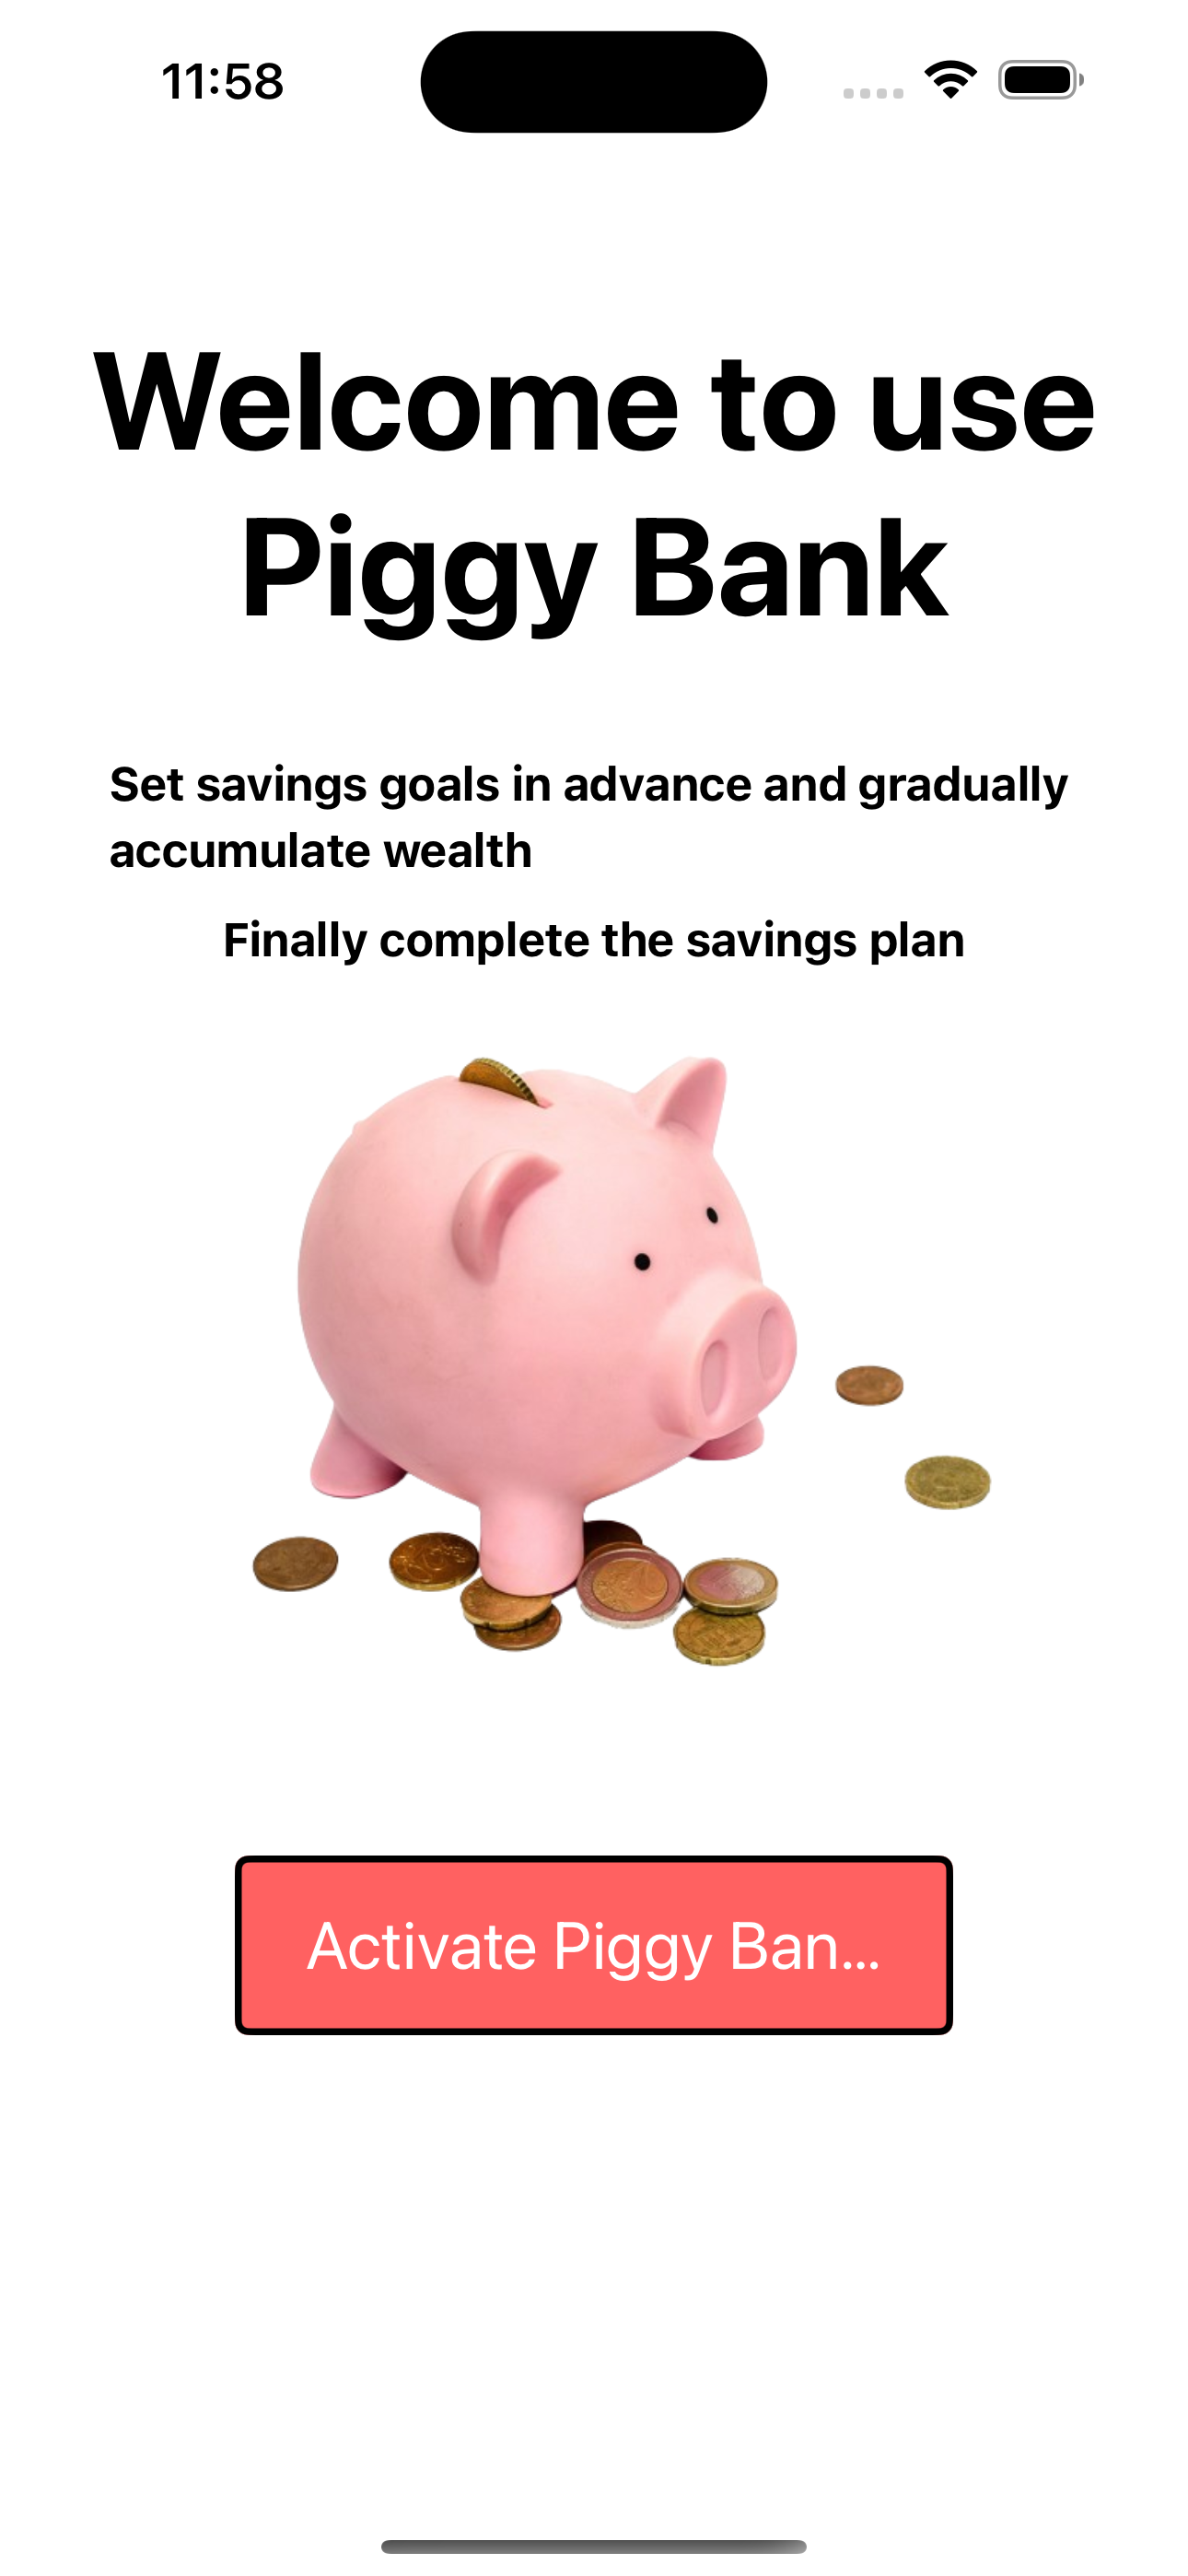 11:58
Welcome to use
Piggy Bank
Set savings goals in advance and gradually
accumulate wealth
Finally complete the savings plan
Activate Piggy Ban...